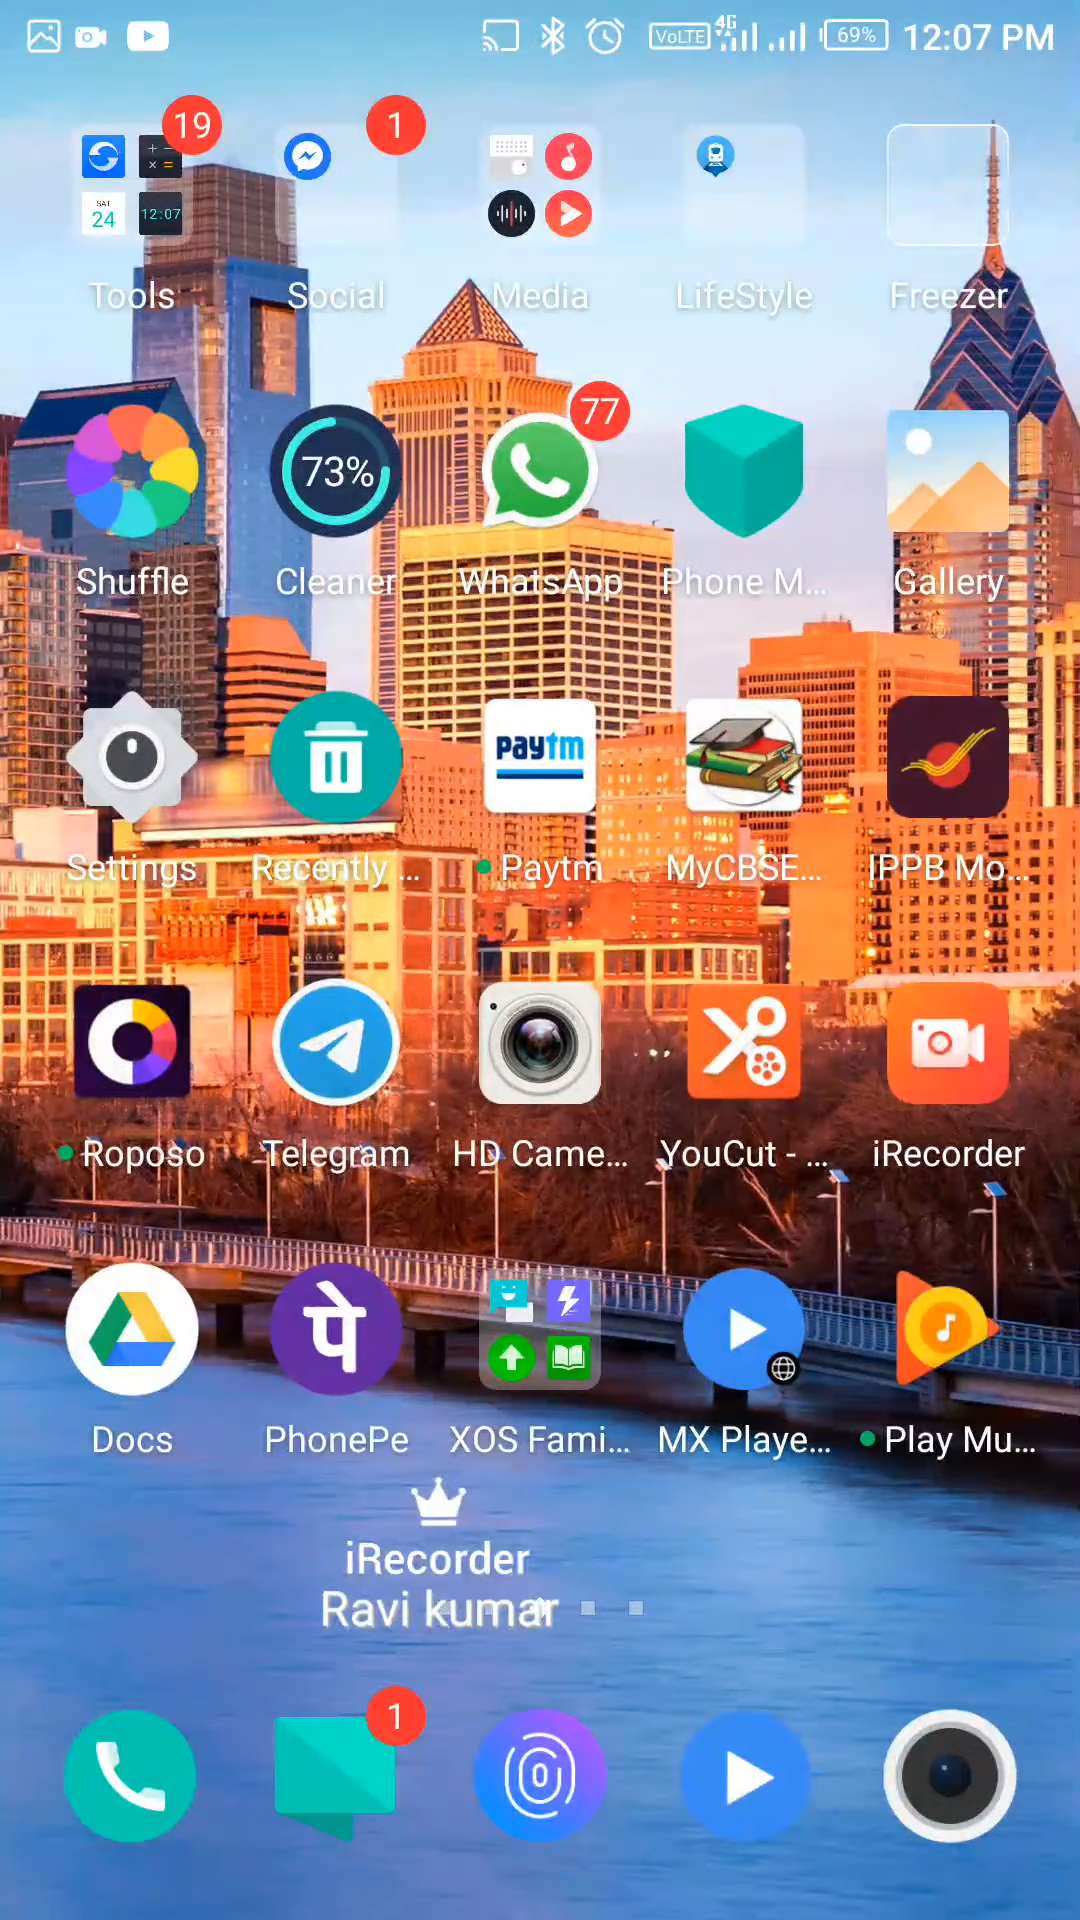 VoLTE 4G 69% 12:07 PM
19 1
SAT
24 12:07
Tools Social Media LifeStyle Freezer
73% 77
Shuffle Cleaner WhatsApp Phone M... Gallery
paytm
Settings Recently ... Paytm MyCBSE... IPPB Mo...
Roposo Telegram HD Came... YouCut - ... iRecorder
पे
Docs PhonePe XOS Fami... MX Playe... Play Mu...
iRecorder
Ravi kumar
1